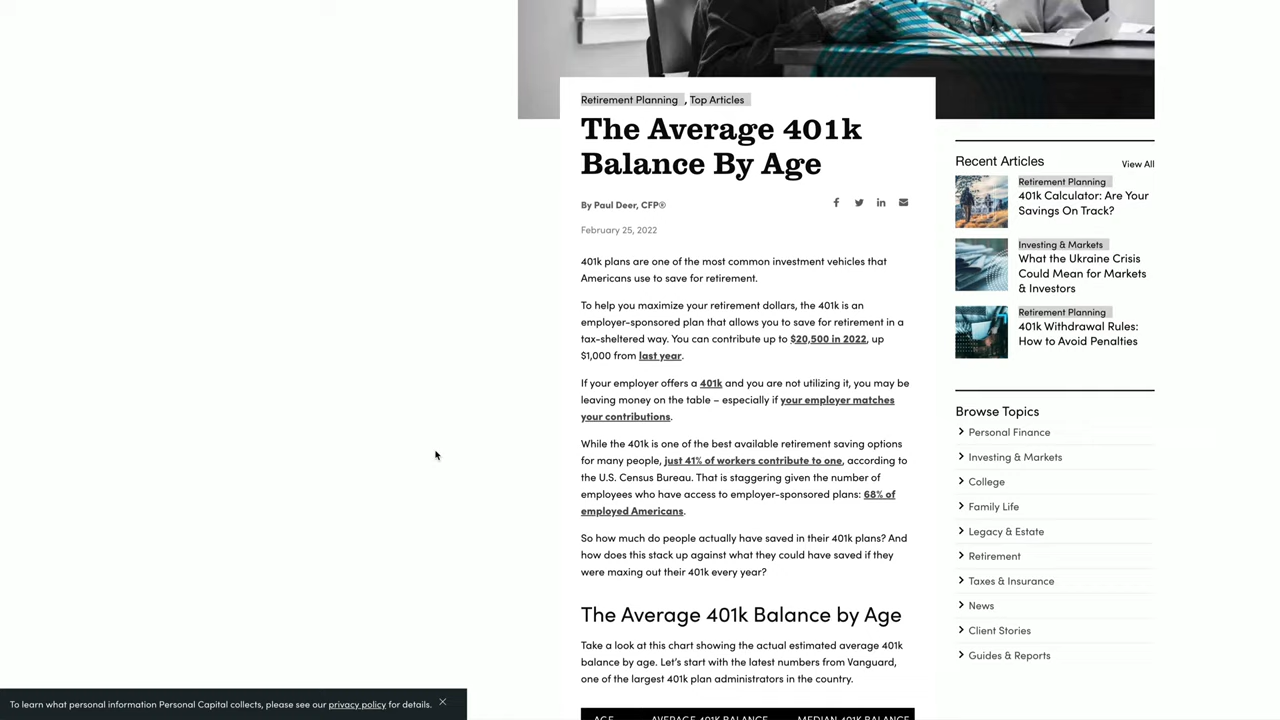 Retirement Planning , Top Articles
The Average 401k
Balance By Age
By Paul Deer, CFP®
February 25, 2022
401k plans are one of the most common investment vehicles that
Americans use to save for retirement.
To help you maximize your retirement dollars, the 401k is an
employer-sponsored plan that allows you to save for retirement in a
tax-sheltered way. You can contribute up to $20,500 in 2022, up
$1,000 from last year.
If your employer offers a 401k and you are not utilizing it, you may be
leaving money on the table – especially if your employer matches
your contributions.
While the 401k is one of the best available retirement saving options
for many people, just 41% of workers contribute to one, according to
the U.S. Census Bureau. That is staggering given the number of
employees who have access to employer-sponsored plans: 68% of
employed Americans.
So how much do people actually have saved in their 401k plans? And
how does this stack up against what they could have saved if they
were maxing out their 401k every year?
The Average 401k Balance by Age
Take a look at this chart showing the actual estimated average 401k
balance by age. Let's start with the latest numbers from Vanguard,
one of the largest 401k plan administrators in the country.
AGE AVERAGE 401K BALANCE MEDIAN 401K BALANCE
Recent Articles
View All
Retirement Planning
401k Calculator: Are Your
Savings On Track?
Investing & Markets
What the Ukraine Crisis
Could Mean for Markets
& Investors
Retirement Planning
401k Withdrawal Rules:
How to Avoid Penalties
Browse Topics
Personal Finance
Investing & Markets
College
Family Life
Legacy & Estate
Retirement
Taxes & Insurance
News
Client Stories
Guides & Reports
To learn what personal information Personal Capital collects, please see our privacy policy for details.